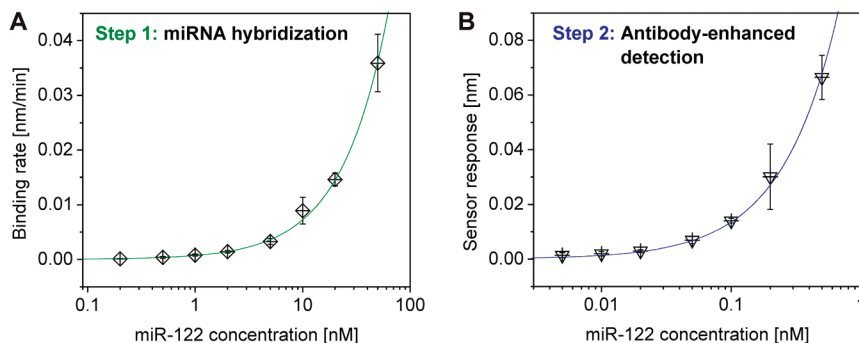 A
Step 1: miRNA hybridization
Binding rate [nm/min]
0.04
0.03
0.02
0.01
0.00
0.1
1
10
100
miR-122 concentration [nM]
B
Step 2: Antibody-enhanced
detection
Sensor response [nm]
0.08
0.06
0.04
0.02
0.00
0.01
0.1
1
miR-122 concentration [nM]